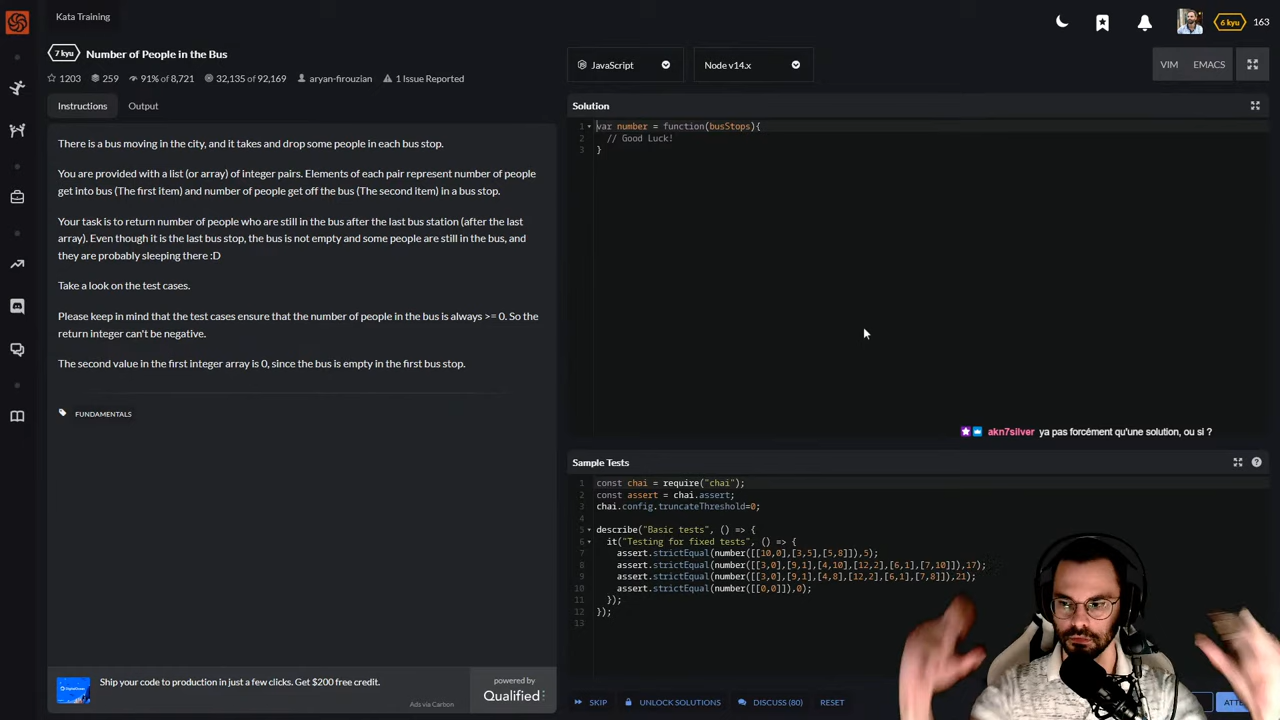 Kata Training
6 kyu
163
7 kyu
Number of People in the Bus
1203
259
91% of 8,721
32,135 of 92,169
aryan-firouzian
1 Issue Reported
JavaScript
Node v14.x
VIM
EMACS
Instructions
Output
There is a bus moving in the city, and it takes and drop some people in each bus stop.
You are provided with a list (or array) of integer pairs. Elements of each pair represent number of people
get into bus (The first item) and number of people get off the bus (The second item) in a bus stop.
Your task is to return number of people who are still in the bus after the last bus station (after the last
array). Even though it is the last bus stop, the bus is not empty and some people are still in the bus, and
they are probably sleeping there :D
Take a look on the test cases.
Please keep in mind that the test cases ensure that the number of people in the bus is always >= 0. So the
return integer can't be negative.
The second value in the first integer array is 0, since the bus is empty in the first bus stop.
FUNDAMENTALS
Ship your code to production in just a few clicks. Get $200 free credit.
DigitalOcean
Ads via Carbon
powered by
Qualified
Solution
1 var number = function(busStops){
2 // Good Luck!
3 }
akn7silver ya pas forcément qu'une solution, ou si ?
Sample Tests
1 const chai = require("chai");
2 const assert = chai.assert;
3 chai.config.truncateThreshold=0;
4
5 describe("Basic tests", () => {
6 it("Testing for fixed tests", () => {
7 assert.strictEqual(number([[10,0],[3,5],[5,8]]),5);
8 assert.strictEqual(number([[3,0],[9,1],[4,10],[12,2],[6,1],[7,10]]),17);
9 assert.strictEqual(number([[3,0],[9,1],[4,8],[12,2],[6,1],[7,8]]),21);
10 assert.strictEqual(number([[0,0]]),0);
11 });
12 });
13
SKIP
UNLOCK SOLUTIONS
DISCUSS (80)
RESET
ATTE